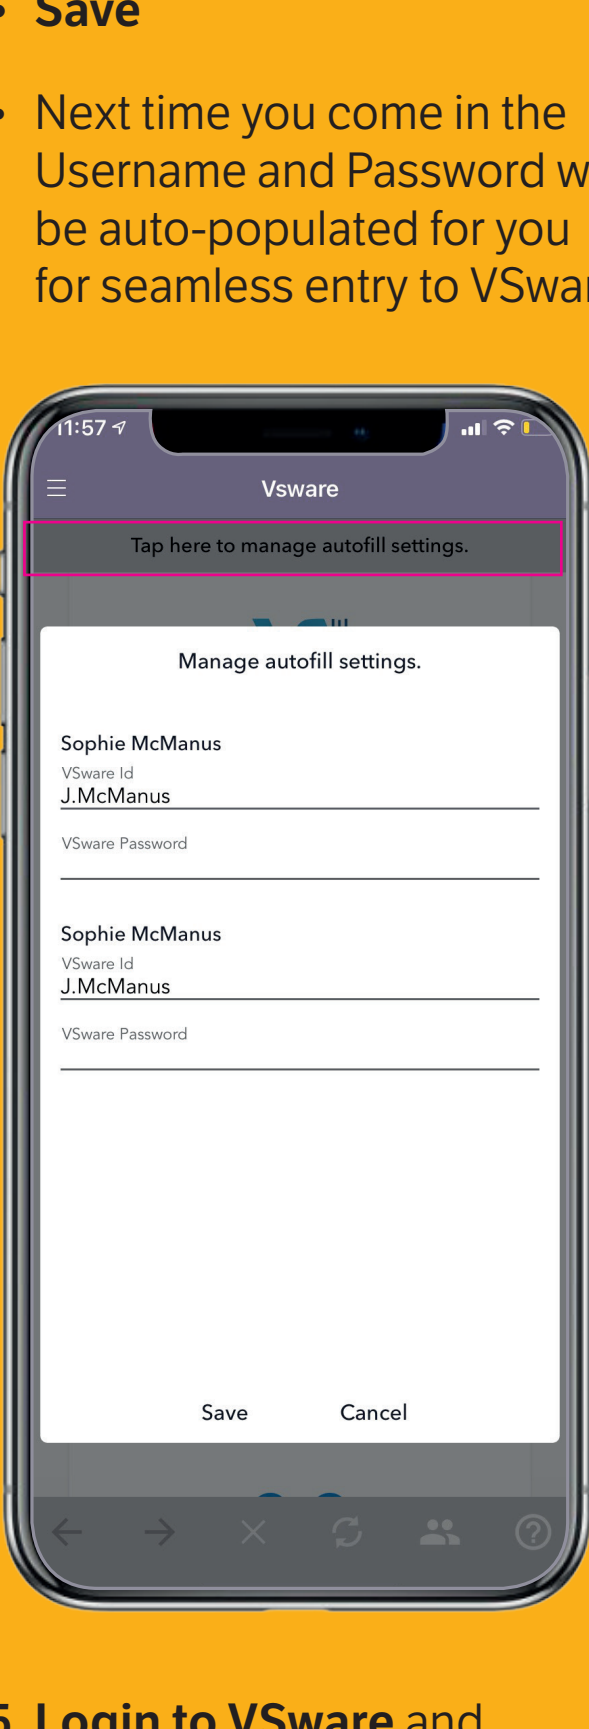 • Save
• Next time you come in the
Username and Password
be auto-populated for you
for seamless entry to
11:57
Vsware
Tap here to manage autofill settings.
Manage autofill settings.
Sophie McManus
VSware Id
J.McManus
VSware Password
Sophie McManus
VSware Id
J.McManus
VSware Password
Save Cancel
5. Login to VSware and